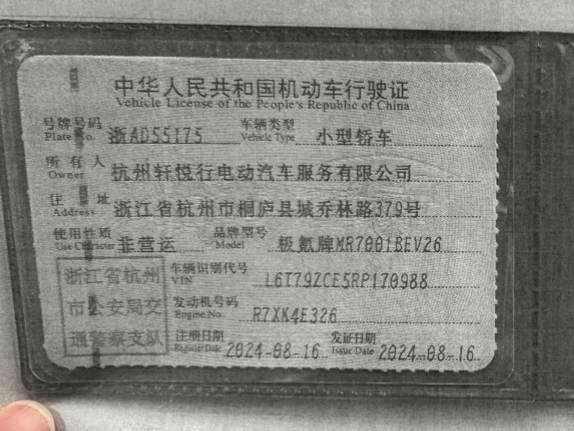 中华人民共和国机动车行驶证
Vehicle License of the People's Republic of China
号牌号码 Plate No. 浙AD55175 车辆类型 Vehicle Type 小型轿车
所有人 Owner 杭州轩悦行电动汽车服务有限公司
住址 Address 浙江省杭州市桐庐县城乔林路379号
使用性质 Use Character 非营运 品牌型号 Model 极氪牌MR7001BEV26
浙江省杭州 车辆识别代号 VIN L6T79ZCE5RP170988
市公安局交 发动机号码 Engine No. R7XK4E326
通警察支队 注册日期 Register Date 2024-08-16 发证日期 Issue Date 2024-08-16